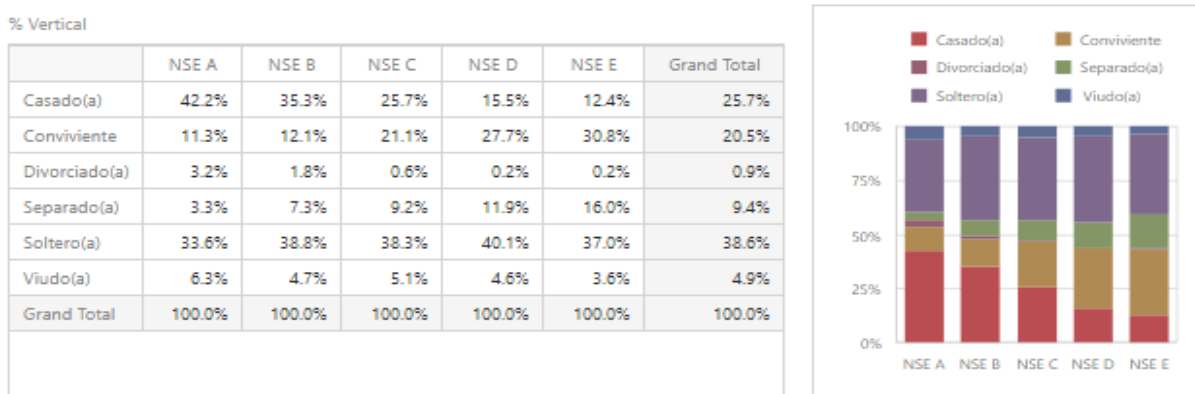 % Vertical
NSE A NSE B NSE C NSE D NSE E Grand Total
Casado(a) 42.2% 35.3% 25.7% 15.5% 12.4% 25.7%
Conviviente 11.3% 12.1% 21.1% 27.7% 30.8% 20.5%
Divorciado(a) 3.2% 1.8% 0.6% 0.2% 0.2% 0.9%
Separado(a) 3.3% 7.3% 9.2% 11.9% 16.0% 9.4%
Soltero(a) 33.6% 38.8% 38.3% 40.1% 37.0% 38.6%
Viudo(a) 6.3% 4.7% 5.1% 4.6% 3.6% 4.9%
Grand Total 100.0% 100.0% 100.0% 100.0% 100.0% 100.0%
Casado(a) Conviviente
Divorciado(a) Separado(a)
Soltero(a) Viudo(a)
100%
75%
50%
25%
0%
NSE A NSE B NSE C NSE D NSE E